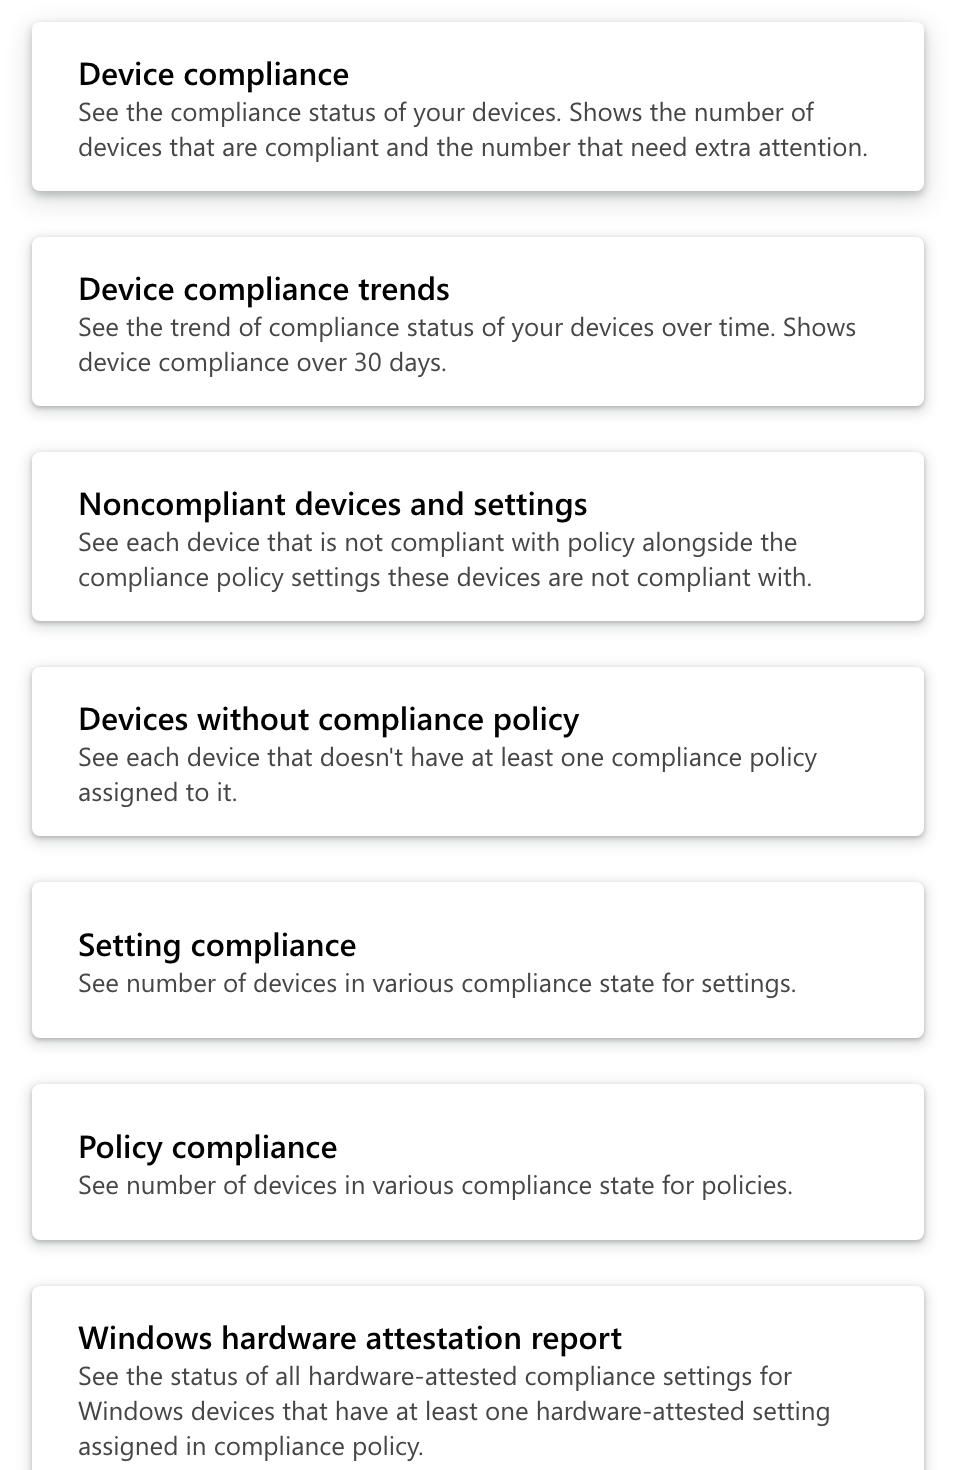 Device compliance
See the compliance status of your devices. Shows the number of
devices that are compliant and the number that need extra attention.
Device compliance trends
See the trend of compliance status of your devices over time. Shows
device compliance over 30 days.
Noncompliant devices and settings
See each device that is not compliant with policy alongside the
compliance policy settings these devices are not compliant with.
Devices without compliance policy
See each device that doesn't have at least one compliance policy
assigned to it.
Setting compliance
See number of devices in various compliance state for settings.
Policy compliance
See number of devices in various compliance state for policies.
Windows hardware attestation report
See the status of all hardware-attested compliance settings for
Windows devices that have at least one hardware-attested setting
assigned in compliance policy.